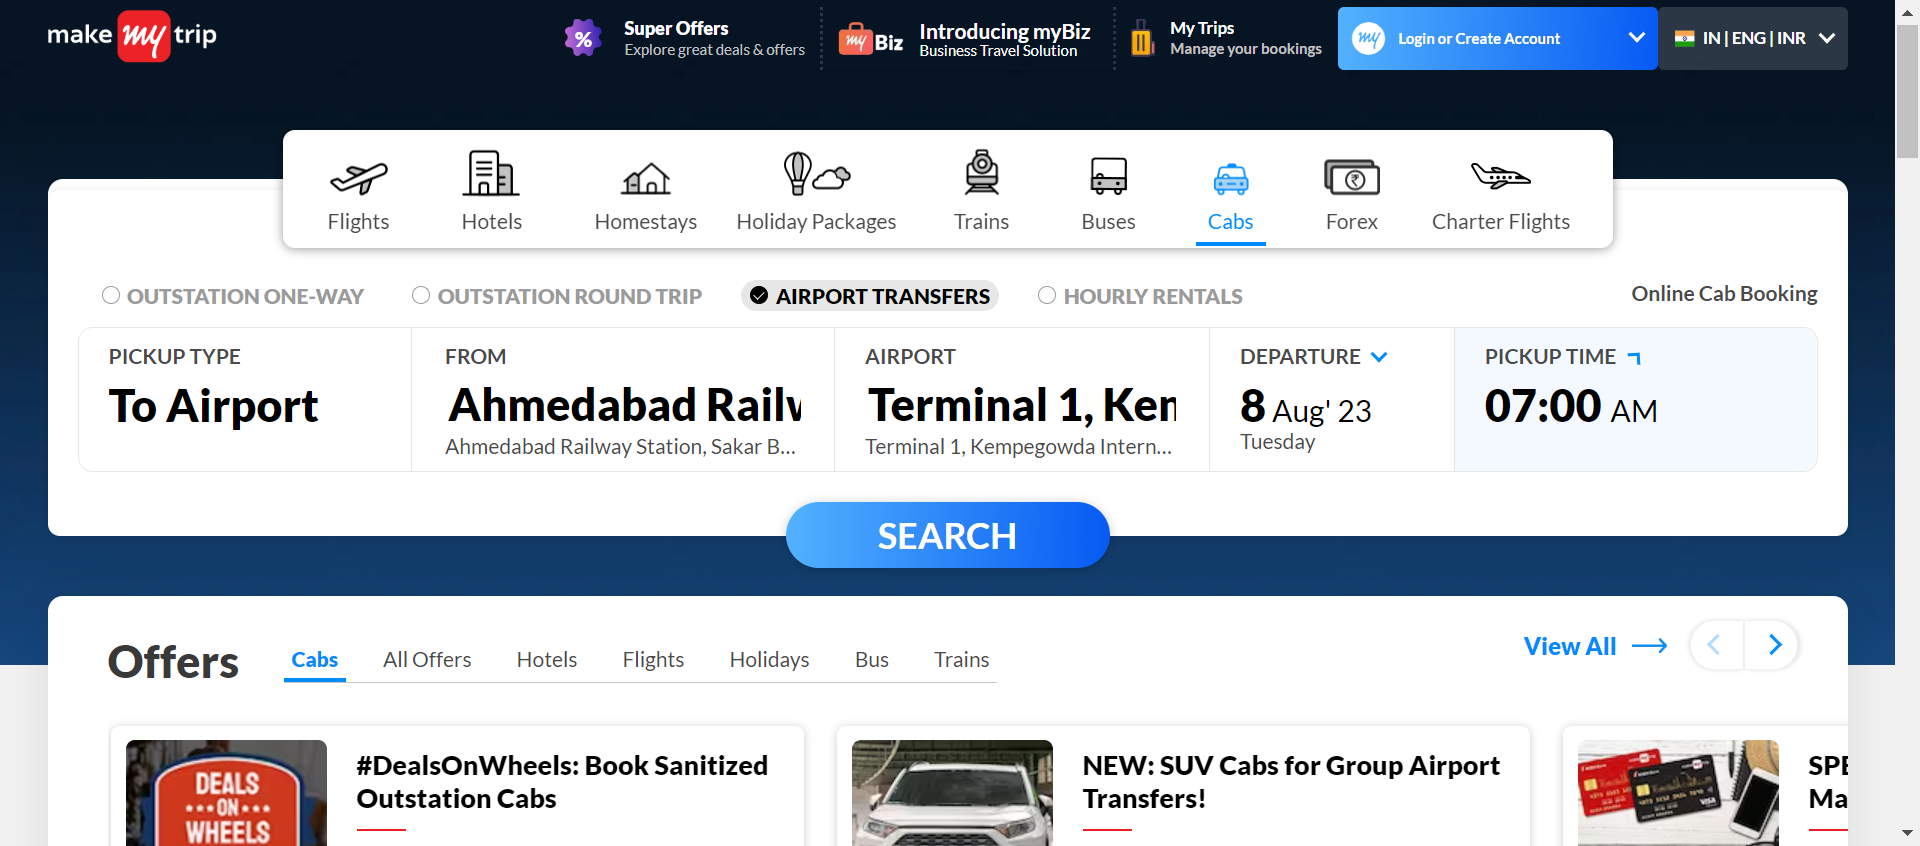 make my trip
Super Offers
Explore great deals & offers
my Biz
Introducing myBiz
Business Travel Solution
My Trips
Manage your bookings
my
Login or Create Account
IN | ENG | INR
Flights
Hotels
Homestays
Holiday Packages
Trains
Buses
Cabs
Forex
Charter Flights
OUTSTATION ONE-WAY
OUTSTATION ROUND TRIP
AIRPORT TRANSFERS
HOURLY RENTALS
Online Cab Booking
PICKUP TYPE
To Airport
FROM
Ahmedabad Railw
Ahmedabad Railway Station, Sakar B...
AIRPORT
Terminal 1, Kem
Terminal 1, Kempegowda Intern...
DEPARTURE
8 Aug' 23
Tuesday
PICKUP TIME
07:00 AM
SEARCH
Offers
Cabs
All Offers
Hotels
Flights
Holidays
Bus
Trains
View All
DEALS
ON
WHEELS
#DealsOnWheels: Book Sanitized
Outstation Cabs
NEW: SUV Cabs for Group Airport
Transfers!
SPE
Ma